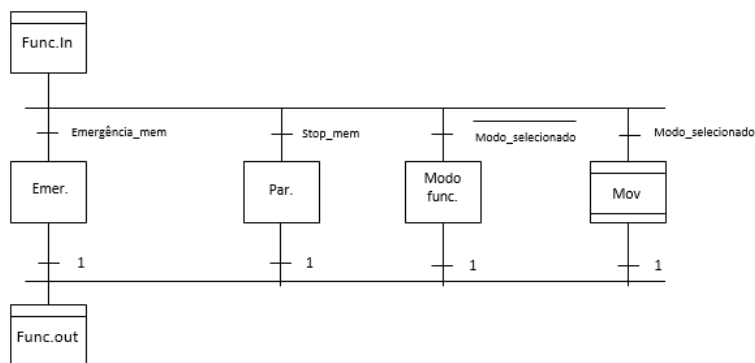 Func.In
Emergência_mem
Stop_mem
Modo_selecionado
Modo_selecionado
Emer.
Par.
Modo
func.
Mov
1
1
1
1
Func.out